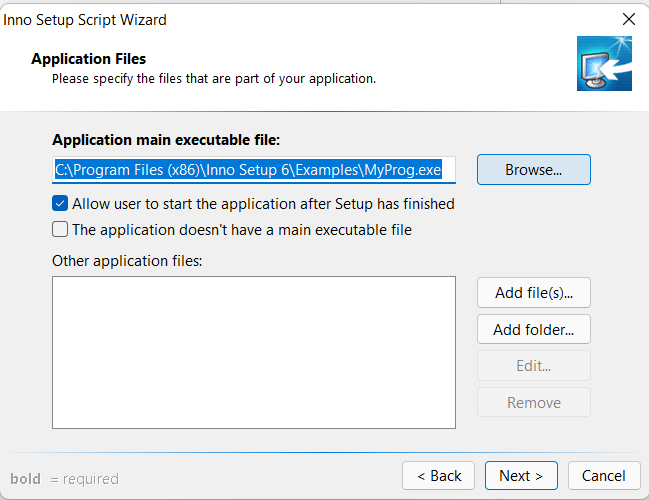 Inno Setup Script Wizard
Application Files
Please specify the files that are part of your application.
Application main executable file:
C:\Program Files (x86)\Inno Setup 6\Examples\MyProg.exe
Browse...
Allow user to start the application after Setup has finished
The application doesn't have a main executable file
Other application files:
Add file(s)...
Add folder...
Edit...
Remove
bold = required
< Back
Next >
Cancel